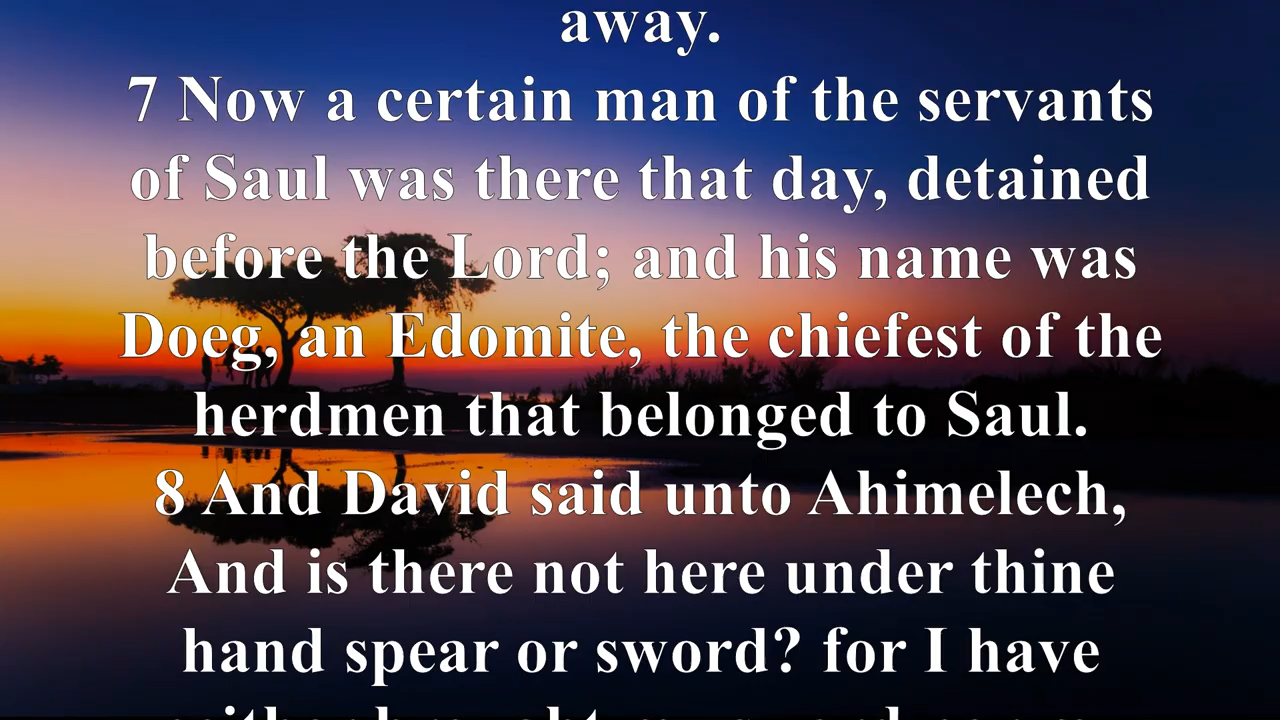 away.
7 Now a certain man of the servants
of Saul was there that day, detained
before the Lord; and his name was
Doeg, an Edomite, the chiefest of the
herdmen that belonged to Saul.
8 And David said unto Ahimelech,
And is there not here under thine
hand spear or sword? for I have